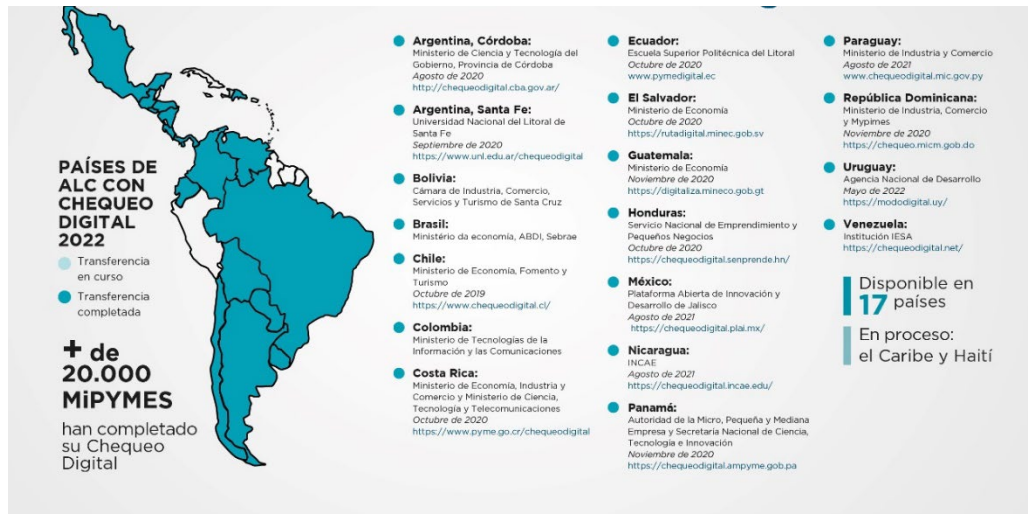 PAÍSES DE
ALC CON
CHEQUEO
DIGITAL
2022
Transferencia
en curso
Transferencia
completada
+ de
20.000
MiPYMES
han completado
su Chequeo
Digital
Argentina, Córdoba:
Ministerio de Ciencia y Tecnología del
Gobierno, Provincia de Córdoba
Agosto de 2020
http://chequeodigital.cba.gov.ar/
Argentina, Santa Fe:
Universidad Nacional del Litoral de
Santa Fe
Septiembre de 2020
https://www.unl.edu.ar/chequeodigital
Bolivia:
Cámara de Industria, Comercio,
Servicios y Turismo de Santa Cruz
Brasil:
Ministério da economía, ABDI, Sebrae
Chile:
Ministerio de Economía, Fomento y
Turismo
Octubre de 2019
https://www.chequeodigital.cl/
Colombia:
Ministerio de Tecnologías de la
Información y las Comunicaciones
Costa Rica:
Ministerio de Economía, Industria y
Comercio y Ministerio de Ciencia,
Tecnología y Telecomunicaciones
Octubre de 2020
https://www.pyme.go.cr/chequeodigital
Ecuador:
Escuela Superior Politécnica del Litoral
Octubre de 2020
www.pymedigital.ec
El Salvador:
Ministerio de Economía
Octubre de 2020
https://rutadigital.minec.gob.sv
Guatemala:
Ministerio de Economía
Noviembre de 2020
https://digitaliza.mineco.gob.gt
Honduras:
Servicio Nacional de Emprendimiento y
Pequeños Negocios
Octubre de 2020
https://chequeodigital.senprende.hn/
México:
Plataforma Abierta de Innovación y
Desarrollo de Jalisco
Agosto de 2021
https://chequeodigital.plai.mx/
Nicaragua:
INCAE
Agosto de 2021
https://chequeodigital.incae.edu/
Panamá:
Autoridad de la Micro, Pequeña y Mediana
Empresa y Secretaría Nacional de Ciencia,
Tecnología e Innovación
Noviembre de 2020
https://chequeodigital.ampyme.gob.pa
Paraguay:
Ministerio de Industria y Comercio
Agosto de 2021
www.chequeodigital.mic.gov.py
República Dominicana:
Ministerio de Industria, Comercio
y Mypimes
Noviembre de 2020
https://chequeo.micm.gob.do
Uruguay:
Agencia Nacional de Desarrollo
Mayo de 2022
https://mododigital.uy/
Venezuela:
Institución IESA
https://chequeodigital.net/
Disponible en
17 países
En proceso:
el Caribe y Haití